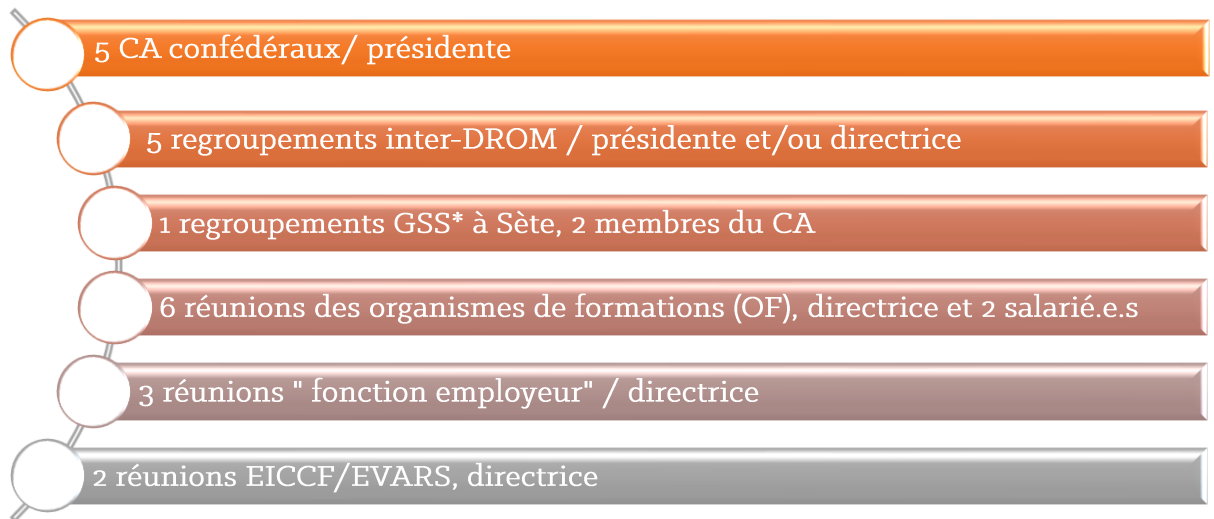 5 CA confédéraux/ présidente
5 regroupements inter-DROM / présidente et/ou directrice
1 regroupements GSS* à Sète, 2 membres du CA
6 réunions des organismes de formations (OF), directrice et 2 salarié.e.s
3 réunions " fonction employeur" / directrice
2 réunions EICCF/EVARS, directrice